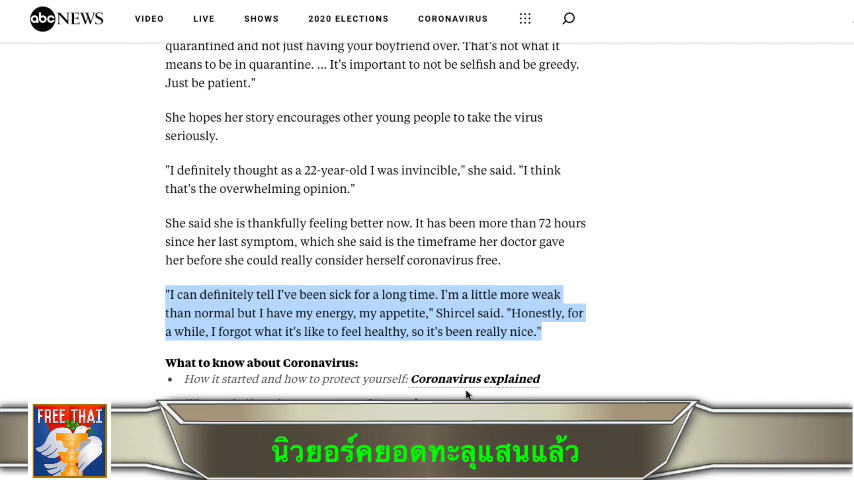 abc NEWS VIDEO LIVE SHOWS 2020 ELECTIONS CORONAVIRUS
quarantined and not just having your boyfriend over. That's not what it
means to be in quarantine. ... It's important to not be selfish and be greedy.
Just be patient."
She hopes her story encourages other young people to take the virus
seriously.
"I definitely thought as a 22-year-old I was invincible," she said. "I think
that's the overwhelming opinion."
She said she is thankfully feeling better now. It has been more than 72 hours
since her last symptom, which she said is the timeframe her doctor gave
her before she could really consider herself coronavirus free.
"I can definitely tell I've been sick for a long time. I'm a little more weak
than normal but I have my energy, my appetite," Shircel said. "Honestly, for
a while, I forgot what it's like to feel healthy, so it's been really nice."
What to know about Coronavirus:
• How it started and how to protect yourself: Coronavirus explained
FREE THAI
นิวยอร์คยอดทะลุแสนแล้ว